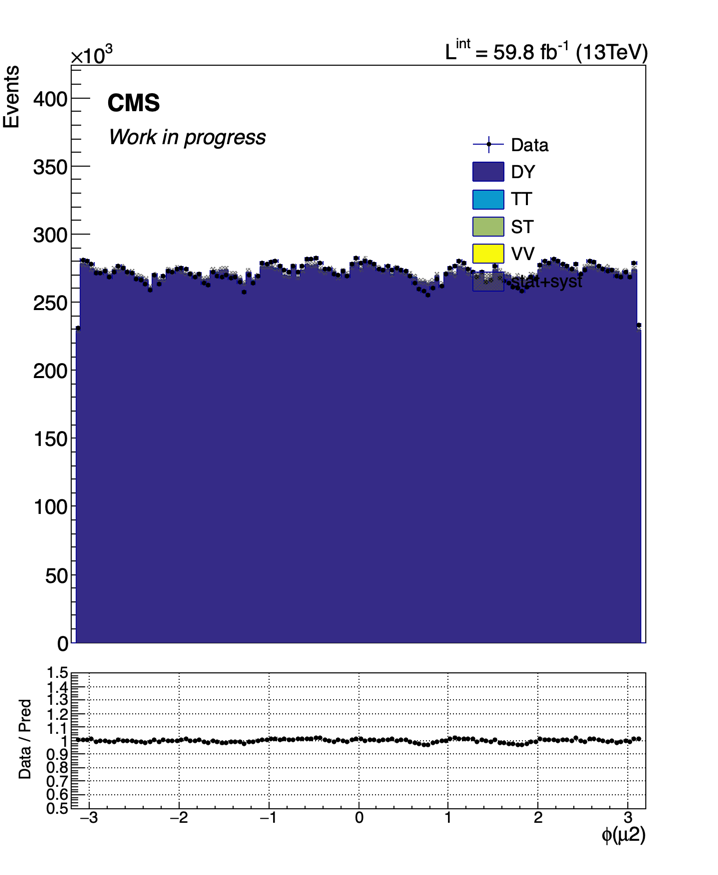 ×10³
L^int = 59.8 fb⁻¹ (13TeV)
Events
CMS
Work in progress
Data
DY
TT
ST
VV
stat+syst
400
350
300
250
200
150
100
50
0
Data / Pred
1.5
1.4
1.3
1.2
1.1
1
0.9
0.8
0.7
0.6
0.5
−3 −2 −1 0 1 2 3
ϕ(μ2)